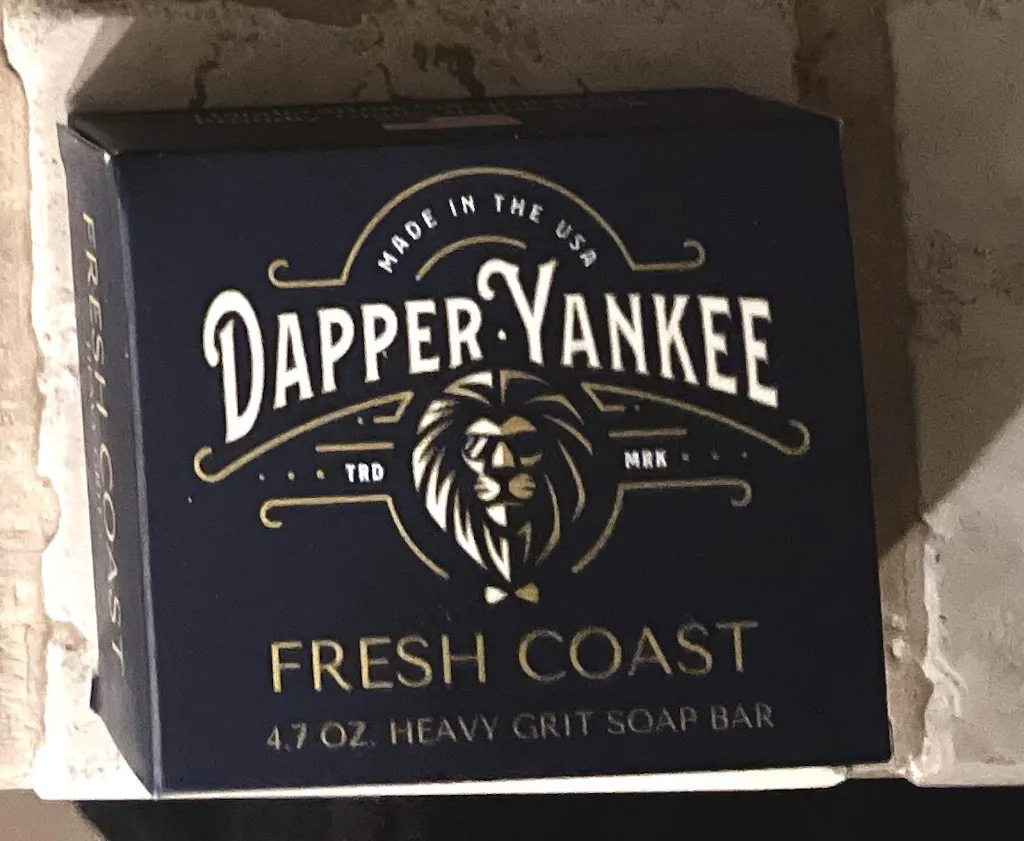 MADE IN THE USA
DAPPER·YANKEE
TRD
MRK
FRESH COAST
4.7 OZ. HEAVY GRIT SOAP BAR
FRESH COAST